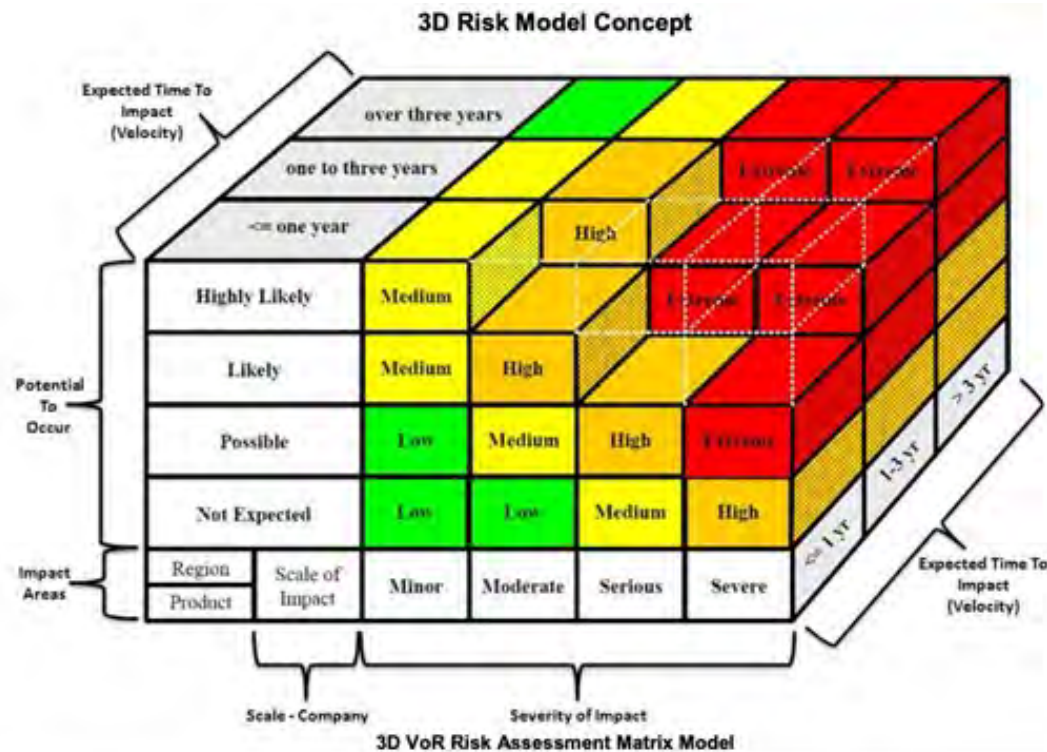 3D Risk Model Concept
Expected Time To
Impact
(Velocity)
over three years
one to three years
<= one year
Extreme
Extreme
High
Highly Likely
Medium
Extreme
Extreme
Likely
Medium
High
Potential
To
Occur
Possible
Low
Medium
High
Extreme
Not Expected
Low
Low
Medium
High
<= 1 yr
1-3 yr
> 3 yr
Impact
Areas
Region
Product
Scale of
Impact
Minor
Moderate
Serious
Severe
Expected Time To
Impact
(Velocity)
Scale - Company
Severity of Impact
3D VoR Risk Assessment Matrix Model